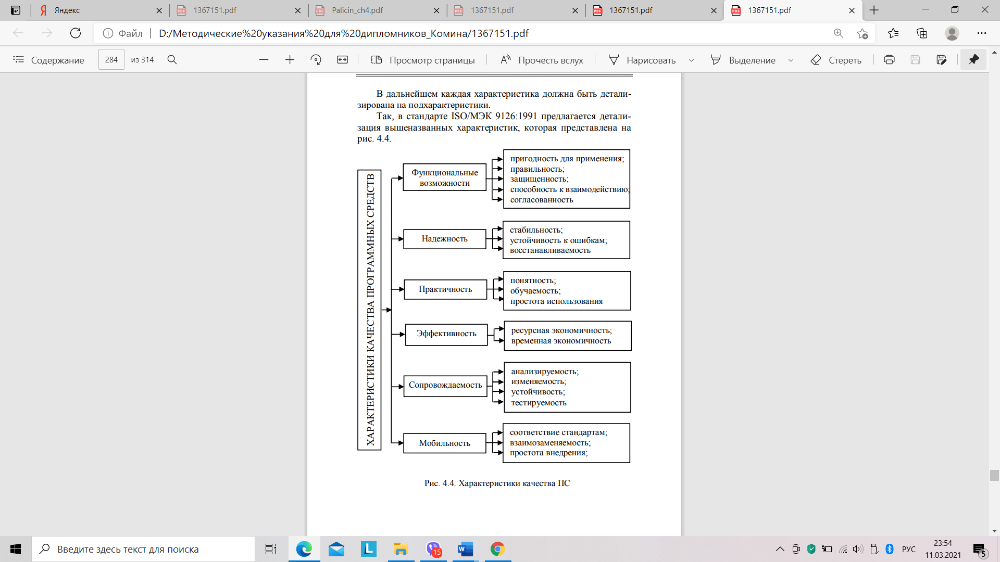 Яндекс
1367151.pdf
Palicin_ch4.pdf
1367151.pdf
1367151.pdf
1367151.pdf
Файл
D:/Методические%20указания%20для%20дипломников_Комина/1367151.pdf
Содержание
284
из 314
Просмотр страницы
Прочесть вслух
Нарисовать
Выделение
Стереть
В дальнейшем каждая характеристика должна быть детали-
зирована на подхарактеристики.
Так, в стандарте ISO/МЭК 9126:1991 предлагается детали-
зация вышеназванных характеристик, которая представлена на
рис. 4.4.
ХАРАКТЕРИСТИКИ КАЧЕСТВА ПРОГРАММНЫХ СРЕДСТВ
Функциональные
возможности
пригодность для применения;
правильность;
защищенность;
способность к взаимодействию;
согласованность
Надежность
стабильность;
устойчивость к ошибкам;
восстанавливаемость
Практичность
понятность;
обучаемость;
простота использования
Эффективность
ресурсная экономичность;
временная экономичность
Сопровождаемость
анализируемость;
изменяемость;
устойчивость;
тестируемость
Мобильность
соответствие стандартам;
взаимозаменяемость;
простота внедрения;
Рис. 4.4. Характеристики качества ПС
Введите здесь текст для поиска
15
РУС
23:54
11.03.2021
5